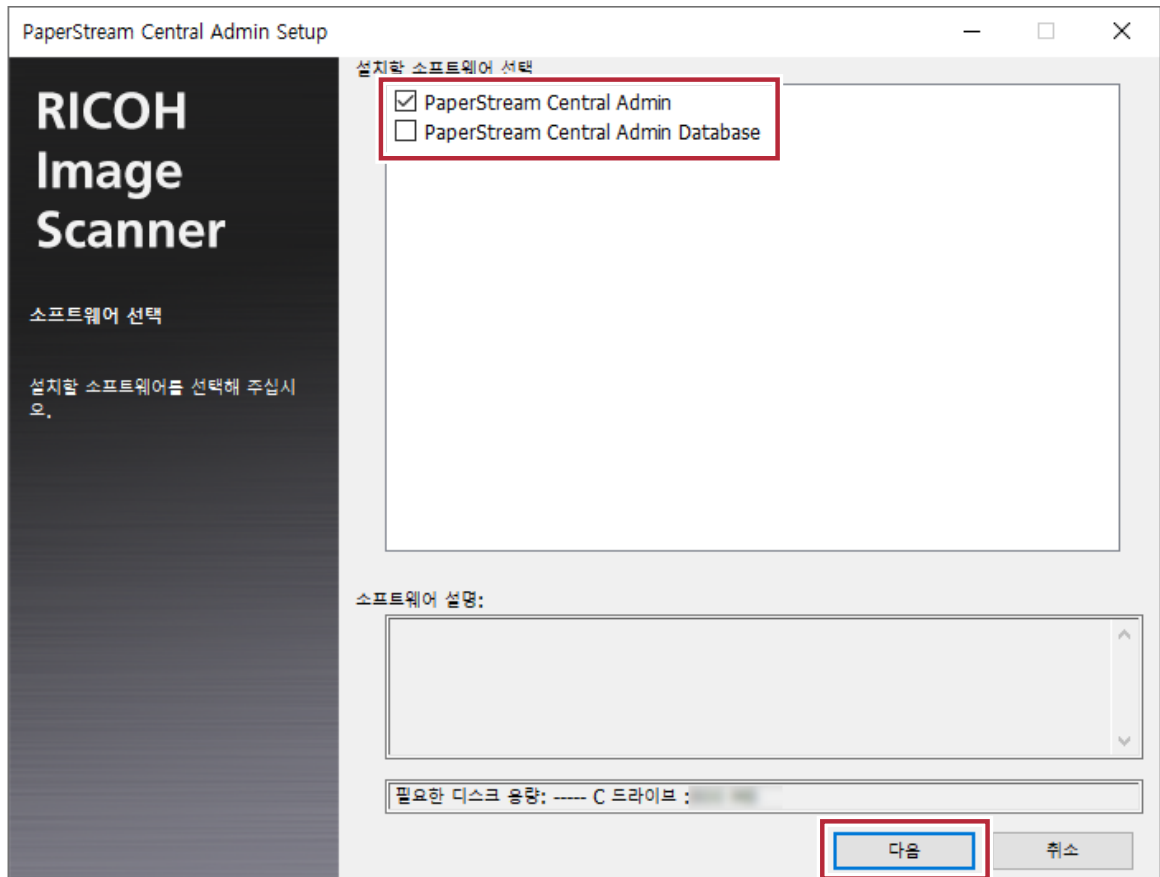 PaperStream Central Admin Setup
RICOH
Image
Scanner
소프트웨어 선택
설치할 소프트웨어를 선택해 주십시
오.
설치할 소프트웨어 선택
PaperStream Central Admin
PaperStream Central Admin Database
소프트웨어 설명:
필요한 디스크 용량: ----- C 드라이브 :
다음
취소